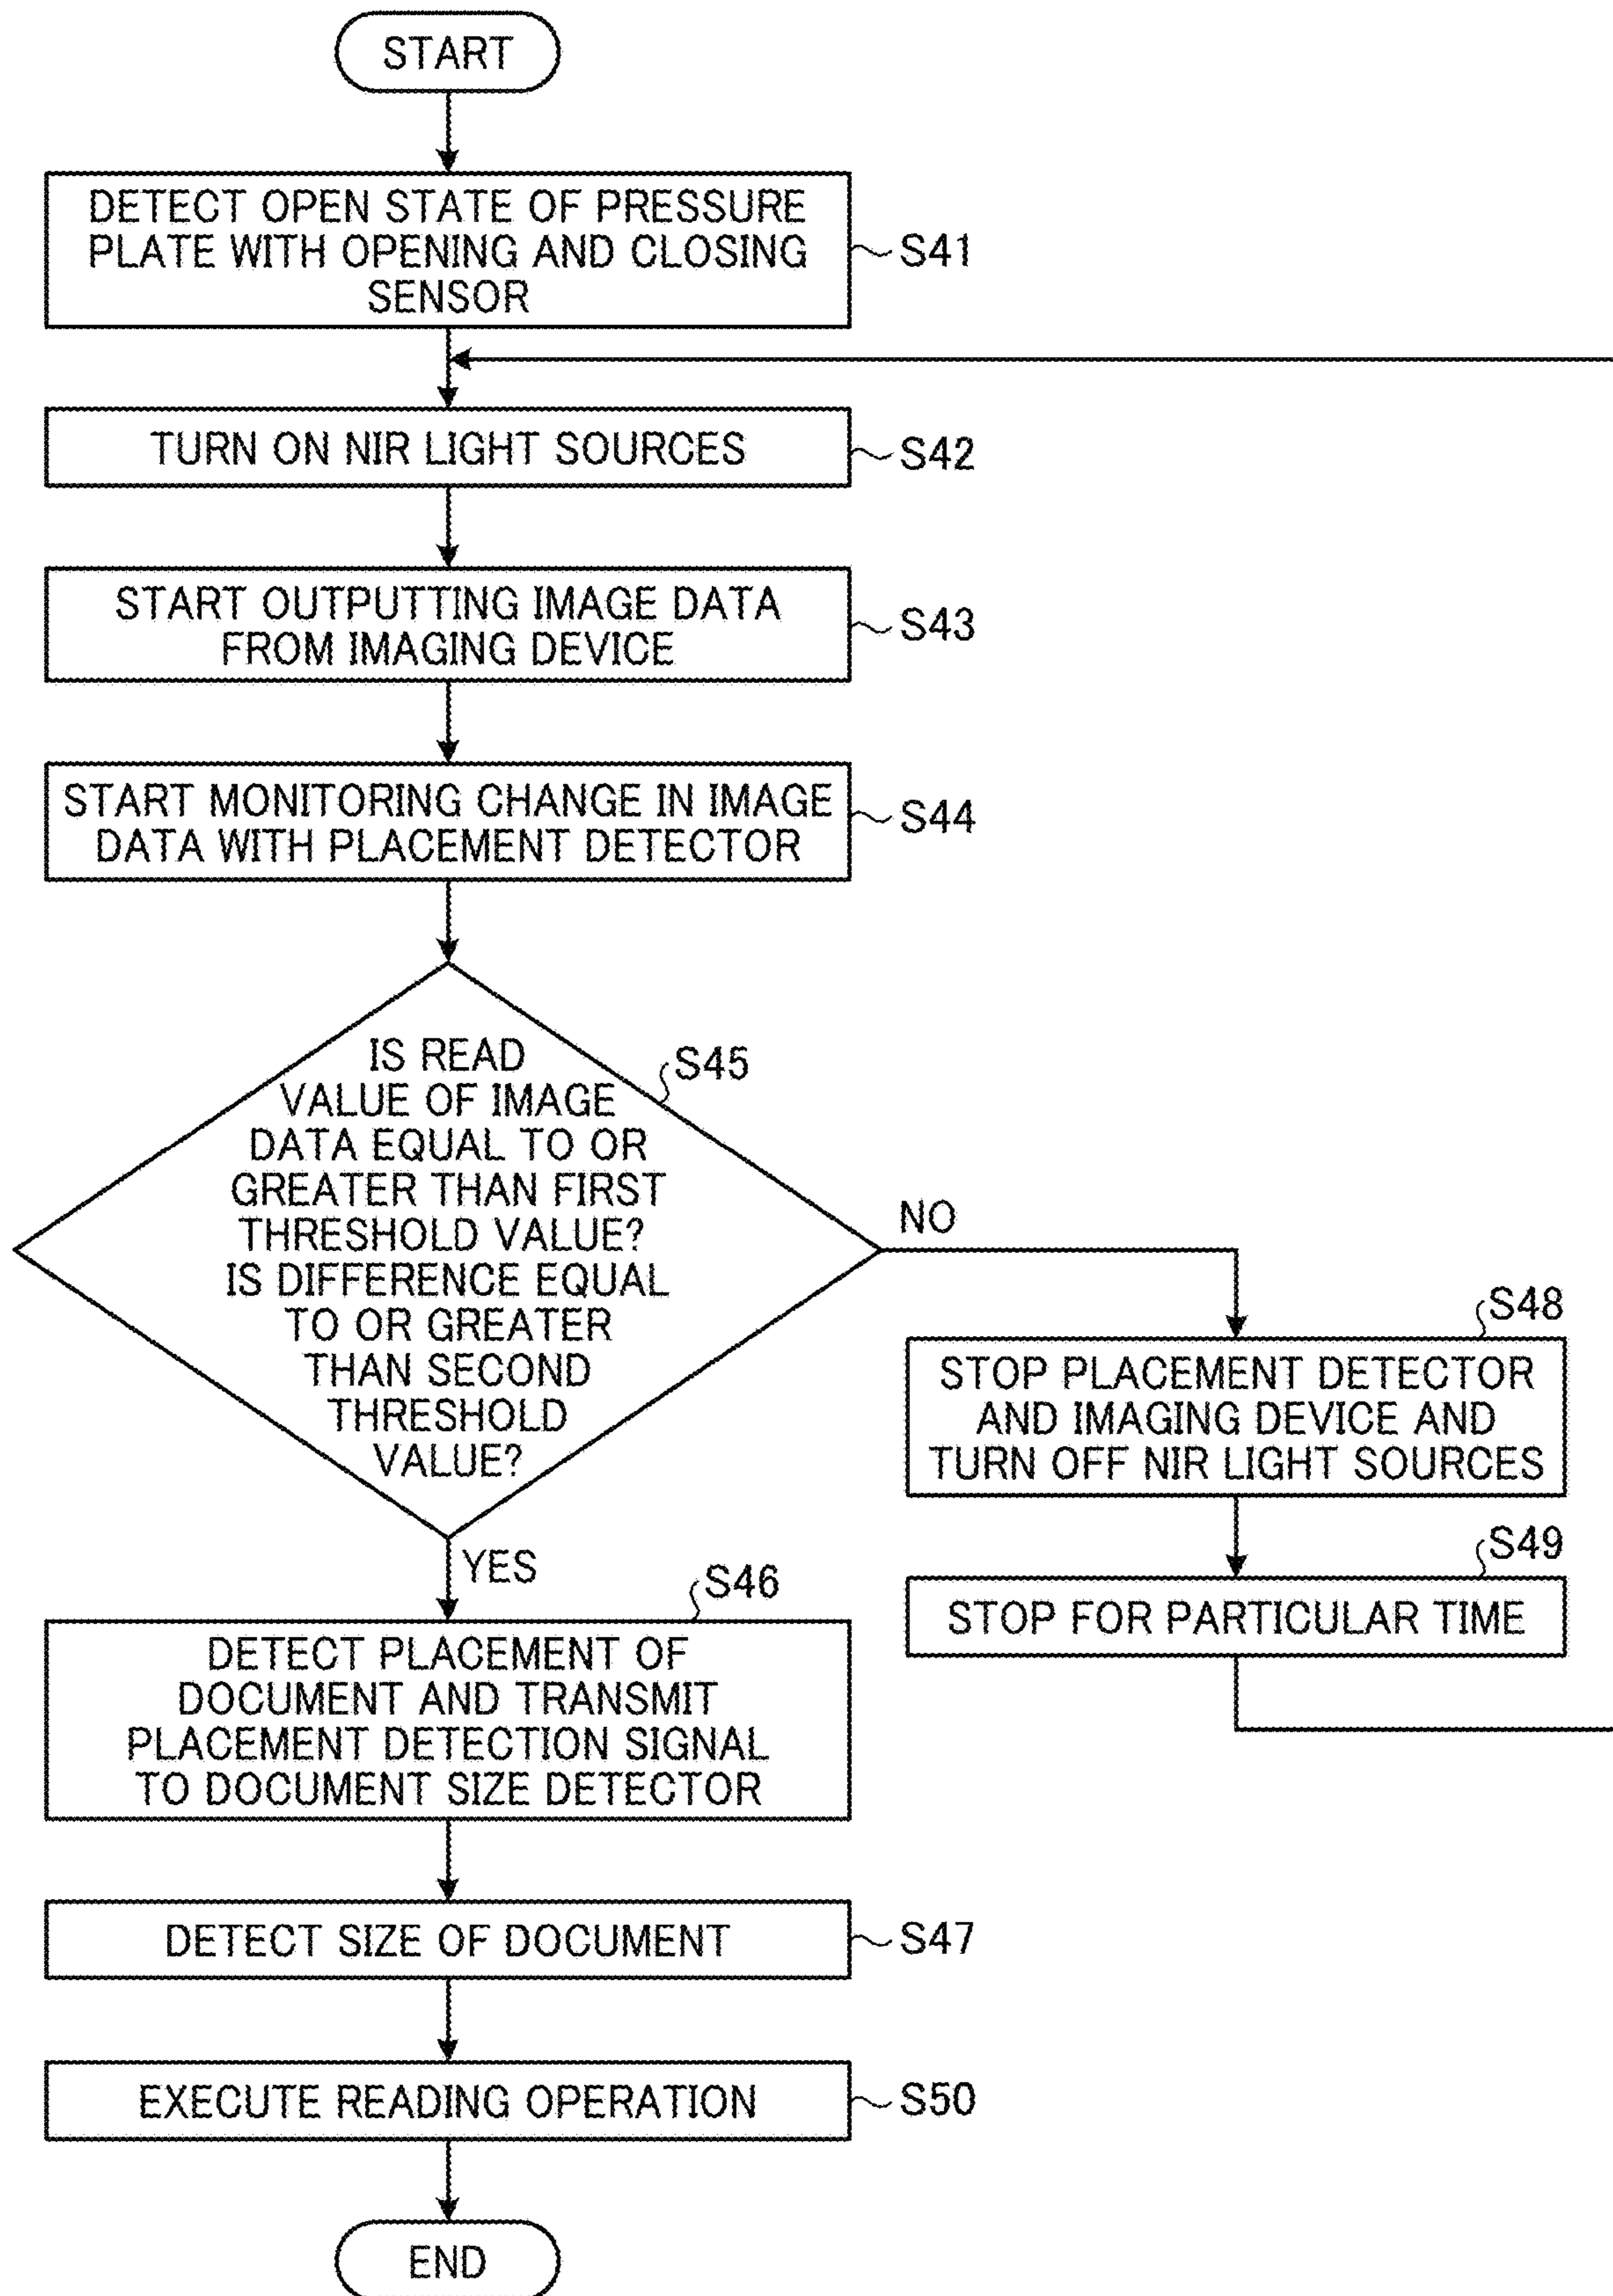 START
DETECT OPEN STATE OF PRESSURE
PLATE WITH OPENING AND CLOSING
SENSOR
S41
TURN ON NIR LIGHT SOURCES
S42
START OUTPUTTING IMAGE DATA
FROM IMAGING DEVICE
S43
START MONITORING CHANGE IN IMAGE
DATA WITH PLACEMENT DETECTOR
S44
IS READ
VALUE OF IMAGE
DATA EQUAL TO OR
GREATER THAN FIRST
THRESHOLD VALUE?
IS DIFFERENCE EQUAL
TO OR GREATER
THAN SECOND
THRESHOLD
VALUE?
S45
NO
YES
S48
STOP PLACEMENT DETECTOR
AND IMAGING DEVICE AND
TURN OFF NIR LIGHT SOURCES
S49
STOP FOR PARTICULAR TIME
S46
DETECT PLACEMENT OF
DOCUMENT AND TRANSMIT
PLACEMENT DETECTION SIGNAL
TO DOCUMENT SIZE DETECTOR
DETECT SIZE OF DOCUMENT
S47
EXECUTE READING OPERATION
S50
END